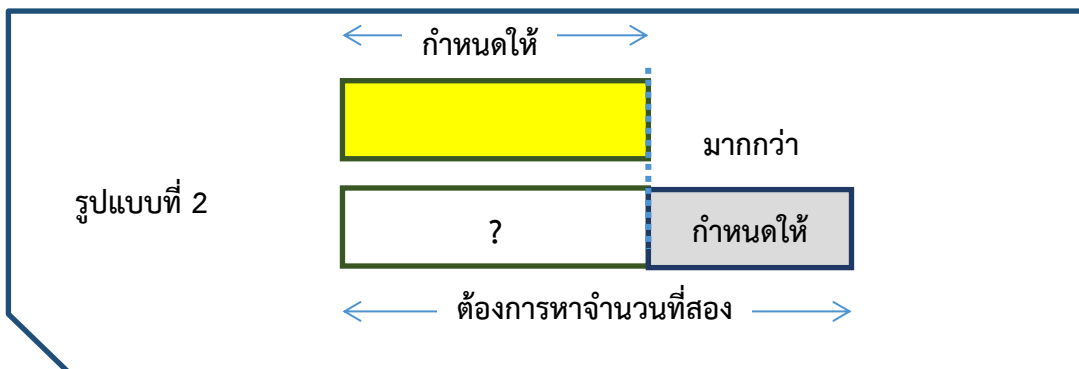 กำหนดให้
มากกว่า
รูปแบบที่ 2
?
กำหนดให้
ต้องการหาจำนวนที่สอง